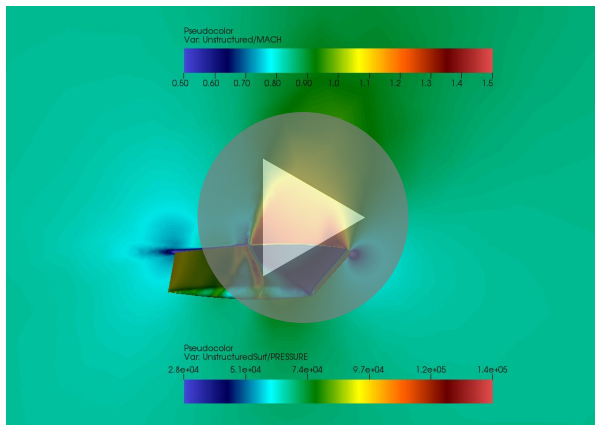 Pseudocolor
Var: Unstructured/MACH
0.50 0.60 0.70 0.80 0.90 1.0 1.1 1.2 1.3 1.4 1.5
Pseudocolor
Var: UnstructuredSurf/PRESSURE
2.8e+04 5.1e+04 7.4e+04 9.7e+04 1.2e+05 1.4e+05